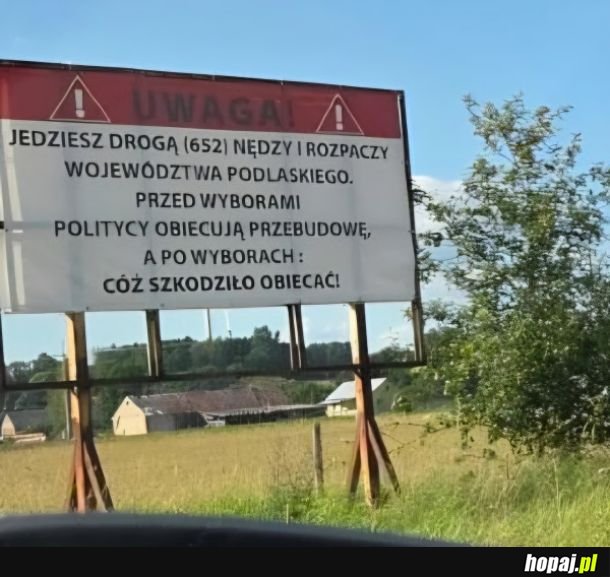 UWAGA!
JEDZIESZ DROGĄ (652) NĘDZY I ROZPACZY
WOJEWÓDZTWA PODLASKIEGO.
PRZED WYBORAMI
POLITYCY OBIECUJĄ PRZEBUDOWĘ,
A PO WYBORACH :
CÓŻ SZKODZIŁO OBIECAĆ!
hopaj.pl